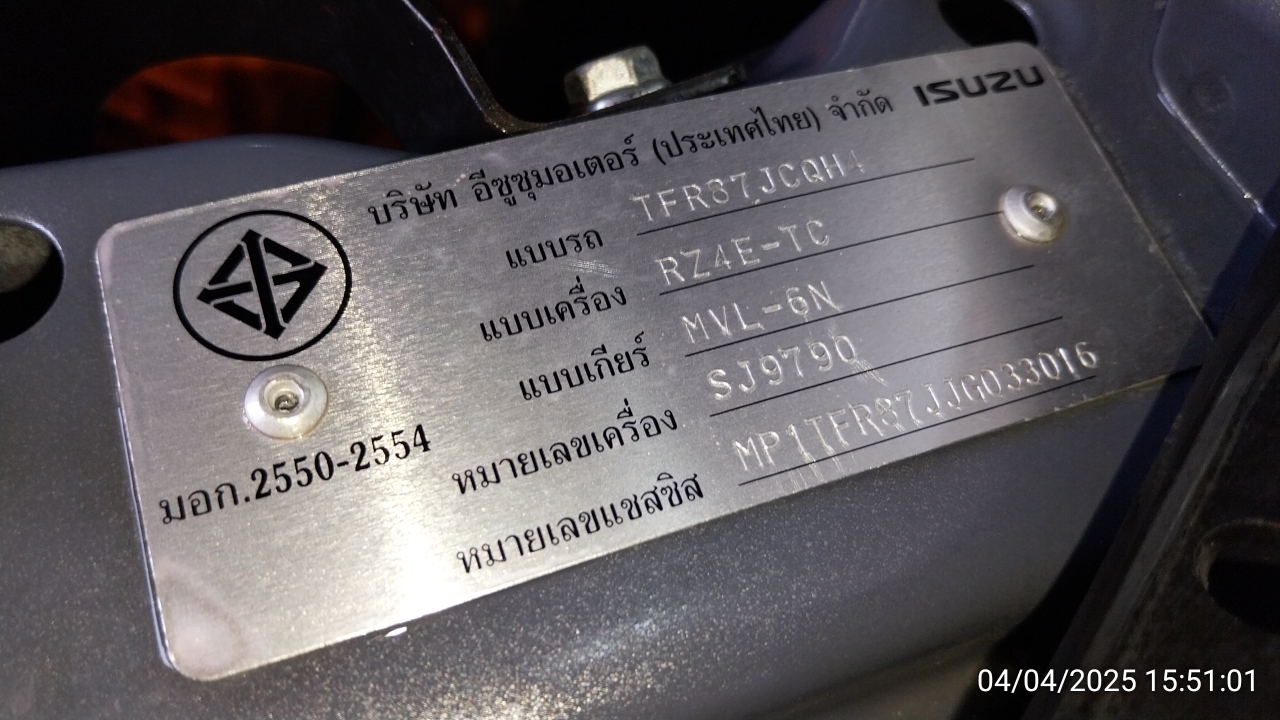 ISUZU
บริษัท อีซูซุมอเตอร์ (ประเทศไทย) จำกัด
แบบรถ TFR87JCQH4
แบบเครื่อง RZ4E-TC
แบบเกียร์ MVL-6N
หมายเลขเครื่อง SJ9790
หมายเลขแชสซิส MP1TFR87JJG033016
มอก.2550-2554
04/04/2025 15:51:01